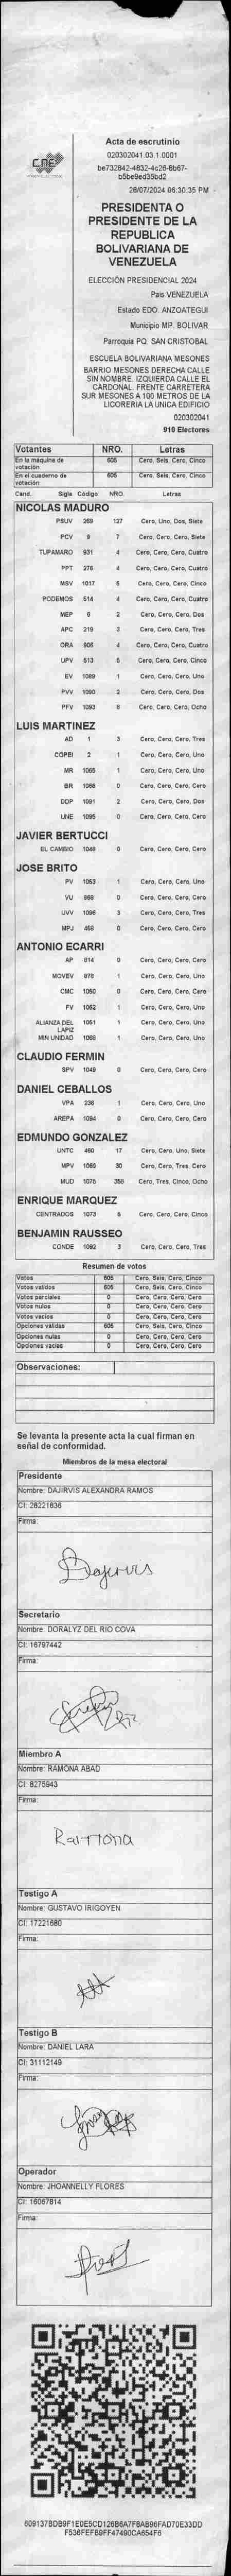 CNE
Acta de escrutinio
020302041.03.1.0001
be732842-4832-4c26-8b67-
b5be9ed35bd2
28/07/2024 06:30:35 PM
PRESIDENTA O
PRESIDENTE DE LA
REPUBLICA
BOLIVARIANA DE
VENEZUELA
ELECCIÓN PRESIDENCIAL 2024
País VENEZUELA
Estado EDO. ANZOATEGUI
Municipio MP. BOLIVAR
Parroquia PQ. SAN CRISTOBAL
ESCUELA BOLIVARIANA MESONES
BARRIO MESONES DERECHA CALLE
SIN NOMBRE. IZQUIERDA CALLE EL
CARDONAL. FRENTE CARRETERA
SUR MESONES A 100 METROS DE LA
LICORERIA LA UNICA EDIFICIO
020302041
910 Electores
Votantes NRO. Letras
En la máquina de votación 605 Cero, Seis, Cero, Cinco
En el cuaderno de votación 605 Cero, Seis, Cero, Cinco
Cand. Sigla Código NRO. Letras
NICOLAS MADURO
PSUV 269 127 Cero, Uno, Dos, Siete
PCV 9 7 Cero, Cero, Cero, Siete
TUPAMARO 931 4 Cero, Cero, Cero, Cuatro
PPT 276 4 Cero, Cero, Cero, Cuatro
MSV 1017 5 Cero, Cero, Cero, Cinco
PODEMOS 514 4 Cero, Cero, Cero, Cuatro
MEP 6 2 Cero, Cero, Cero, Dos
APC 219 3 Cero, Cero, Cero, Tres
ORA 905 4 Cero, Cero, Cero, Cuatro
UPV 513 5 Cero, Cero, Cero, Cinco
EV 1089 1 Cero, Cero, Cero, Uno
PVV 1090 2 Cero, Cero, Cero, Dos
PFV 1093 8 Cero, Cero, Cero, Ocho
LUIS MARTINEZ
AD 1 3 Cero, Cero, Cero, Tres
COPEI 2 1 Cero, Cero, Cero, Uno
MR 1065 1 Cero, Cero, Cero, Uno
BR 1066 0 Cero, Cero, Cero, Cero
DDP 1091 2 Cero, Cero, Cero, Dos
UNE 1095 0 Cero, Cero, Cero, Cero
JAVIER BERTUCCI
EL CAMBIO 1048 0 Cero, Cero, Cero, Cero
JOSE BRITO
PV 1053 1 Cero, Cero, Cero, Uno
VU 868 0 Cero, Cero, Cero, Cero
UVV 1096 3 Cero, Cero, Cero, Tres
MPJ 458 0 Cero, Cero, Cero, Cero
ANTONIO ECARRI
AP 814 0 Cero, Cero, Cero, Cero
MOVEV 878 1 Cero, Cero, Cero, Uno
CMC 1050 0 Cero, Cero, Cero, Cero
FV 1062 1 Cero, Cero, Cero, Uno
ALIANZA DEL LAPIZ 1051 1 Cero, Cero, Cero, Uno
MIN UNIDAD 1068 1 Cero, Cero, Cero, Uno
CLAUDIO FERMIN
SPV 1049 0 Cero, Cero, Cero, Cero
DANIEL CEBALLOS
VPA 236 1 Cero, Cero, Cero, Uno
AREPA 1094 0 Cero, Cero, Cero, Cero
EDMUNDO GONZALEZ
UNTC 480 17 Cero, Cero, Uno, Siete
MPV 1069 30 Cero, Cero, Tres, Cero
MUD 1075 358 Cero, Tres, Cinco, Ocho
ENRIQUE MARQUEZ
CENTRADOS 1073 5 Cero, Cero, Cero, Cinco
BENJAMIN RAUSSEO
CONDE 1092 3 Cero, Cero, Cero, Tres
Resumen de votos
Votos 605 Cero, Seis, Cero, Cinco
Votos validos 605 Cero, Seis, Cero, Cinco
Votos parciales 0 Cero, Cero, Cero, Cero
Votos nulos 0 Cero, Cero, Cero, Cero
Votos vacios 0 Cero, Cero, Cero, Cero
Opciones validas 605 Cero, Seis, Cero, Cinco
Opciones nulas 0 Cero, Cero, Cero, Cero
Opciones vacias 0 Cero, Cero, Cero, Cero
Observaciones:
Se levanta la presente acta la cual firman en
señal de conformidad.
Miembros de la mesa electoral
Presidente
Nombre: DAJIRVIS ALEXANDRA RAMOS
CI: 28221836
Firma:
Dajirvis
Secretario
Nombre: DORALYZ DEL RIO COVA
CI: 16797442
Firma:
Miembro A
Nombre: RAMONA ABAD
CI: 8275943
Firma:
Ramona
Testigo A
Nombre: GUSTAVO IRIGOYEN
CI: 17221680
Firma:
Testigo B
Nombre: DANIEL LARA
CI: 31112149
Firma:
Operador
Nombre: JHOANNELLY FLORES
CI: 16067814
Firma:
609137BDB9F1E0E5CD126B6A7F8AB96FAD70E33DD
F536FEFB9FF47490CA654F6